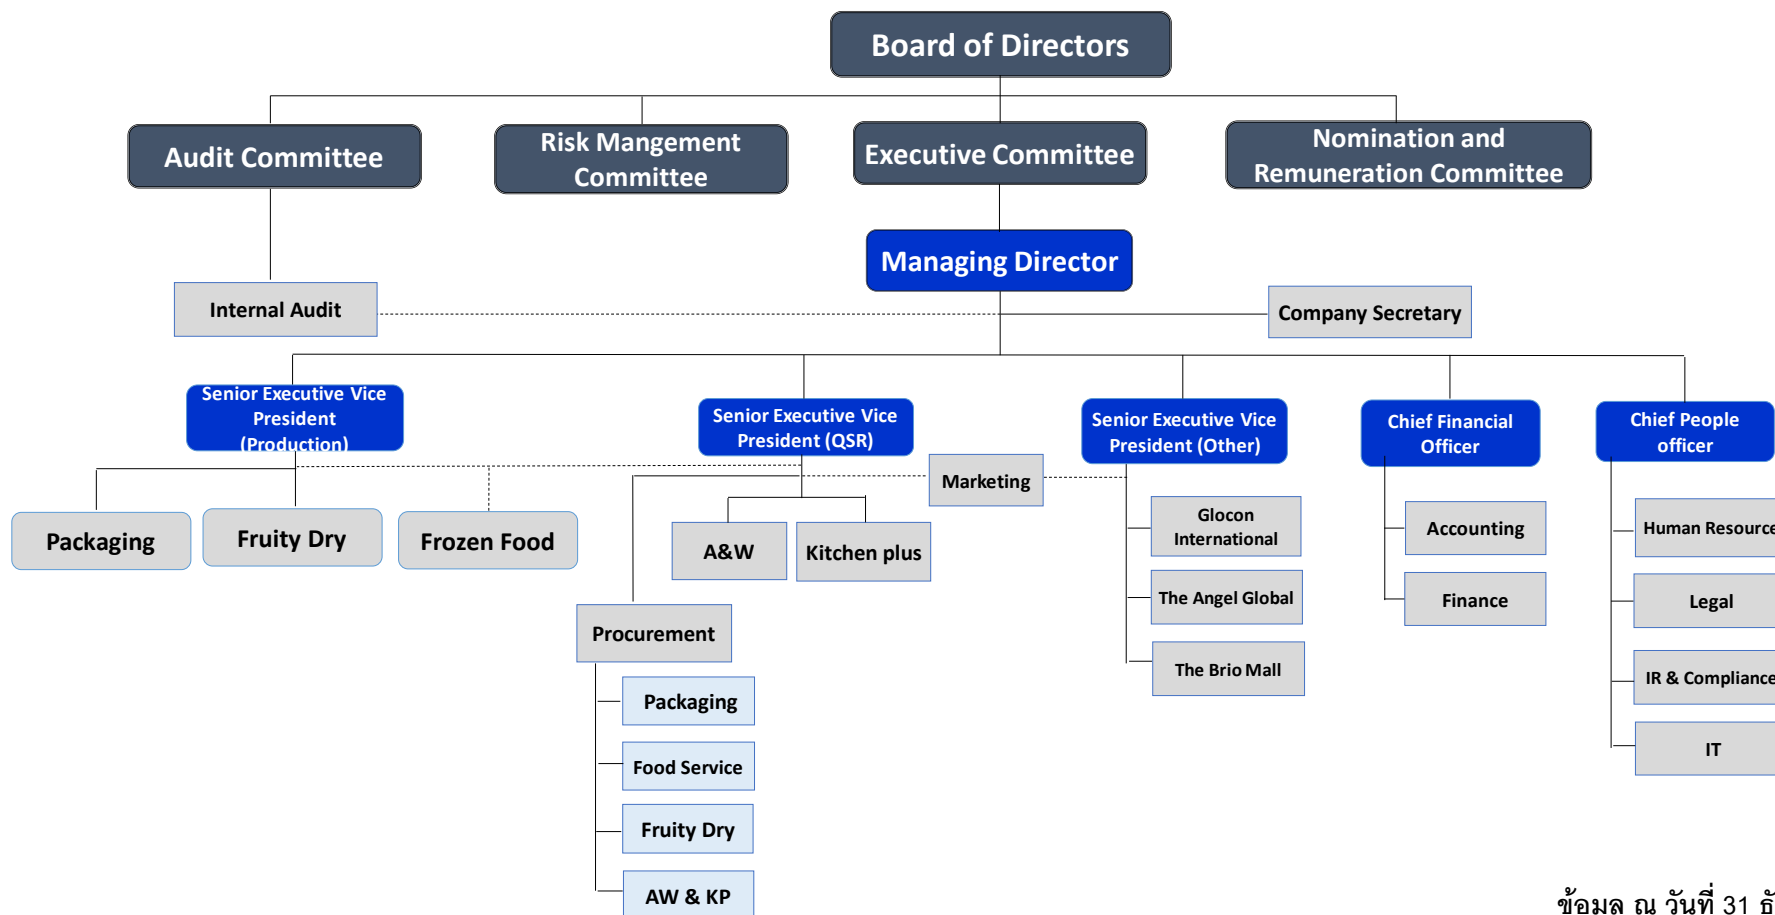 Board of Directors
Audit Committee
Risk Mangement
Committee
Executive Committee
Nomination and
Remuneration Committee
Managing Director
Internal Audit
Company Secretary
Senior Executive Vice
President
(Production)
Senior Executive Vice
President (QSR)
Senior Executive Vice
President (Other)
Chief Financial
Officer
Chief People
officer
Marketing
Packaging
Fruity Dry
Frozen Food
A&W
Kitchen plus
Glocon
International
The Angel Global
The Brio Mall
Accounting
Finance
Human Resource
Legal
IR & Compliance
IT
Procurement
Packaging
Food Service
Fruity Dry
AW & KP
ข้อมูล ณ วันที่ 31